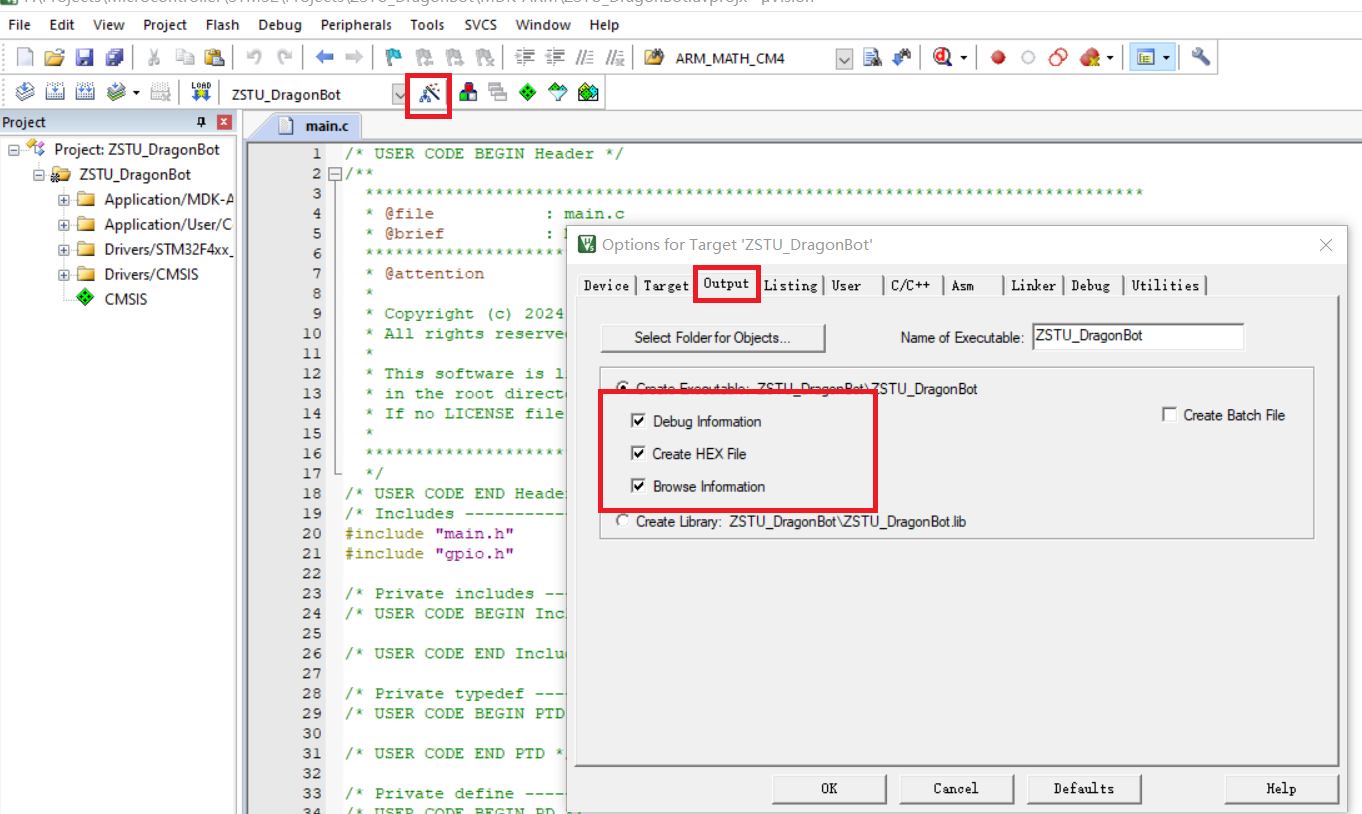 File Edit View Project Flash Debug Peripherals Tools SVCS Window Help
ARM_MATH_CM4
LOAD ZSTU_DragonBot
Project
main.c
Project: ZSTU_DragonBot
ZSTU_DragonBot
Application/MDK-A
Application/User/C
Drivers/STM32F4xx_
Drivers/CMSIS
CMSIS
1 /* USER CODE BEGIN Header */
2 /**
3 ******************************************************************************
4 * @file : main.c
5 * @brief :
6 ********************
7 * @attention
8 *
9 * Copyright (c) 2024
10 * All rights reserve
11 *
12 * This software is l
13 * in the root direct
14 * If no LICENSE file
15 *
16 ********************
17 */
18 /* USER CODE END Heade
19 /* Includes -----------
20 #include "main.h"
21 #include "gpio.h"
22
23 /* Private includes ---
24 /* USER CODE BEGIN Inc
25
26 /* USER CODE END Inclu
27
28 /* Private typedef ----
29 /* USER CODE BEGIN PTD
30
31 /* USER CODE END PTD *
32
33 /* Private define -----
34 /* USER CODE BEGIN PD
Options for Target 'ZSTU_DragonBot'
Device Target Output Listing User C/C++ Asm Linker Debug Utilities
Select Folder for Objects...
Name of Executable: ZSTU_DragonBot
Create Executable: ZSTU_DragonBot\ZSTU_DragonBot
Debug Information
Create Batch File
Create HEX File
Browse Information
Create Library: ZSTU_DragonBot\ZSTU_DragonBot.lib
OK Cancel Defaults Help